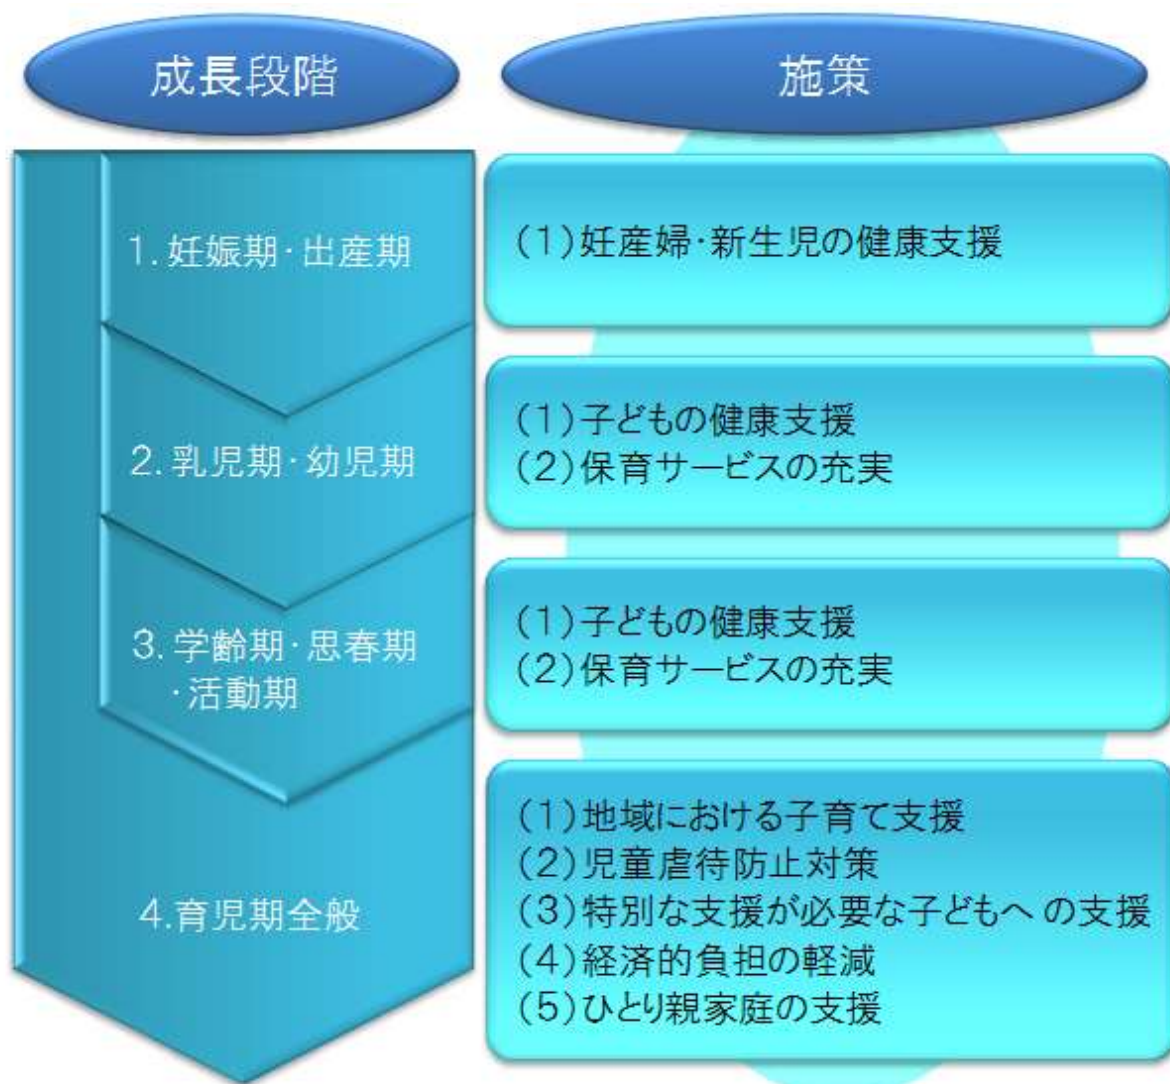 成長段階
施策
1.妊娠期・出産期
(1)妊産婦・新生児の健康支援
2.乳児期・幼児期
(1)子どもの健康支援
(2)保育サービスの充実
3.学齢期・思春期
・活動期
(1)子どもの健康支援
(2)保育サービスの充実
4.育児期全般
(1)地域における子育て支援
(2)児童虐待防止対策
(3)特別な支援が必要な子どもへの支援
(4)経済的負担の軽減
(5)ひとり親家庭の支援